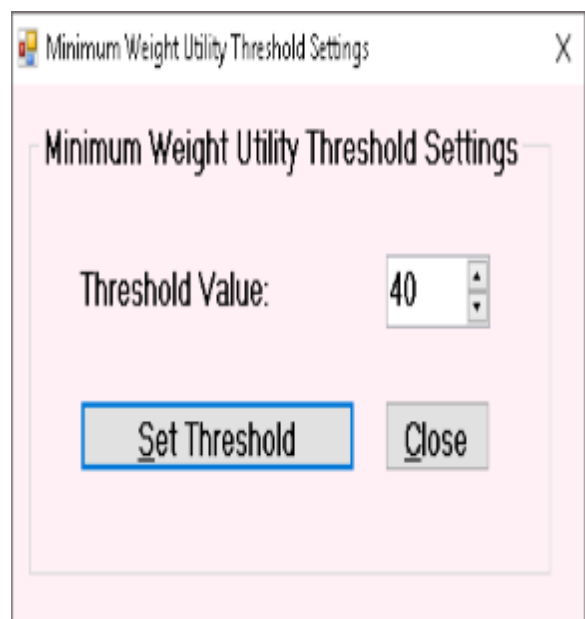 Minimum Weight Utility Threshold Settings
Minimum Weight Utility Threshold Settings
Threshold Value: 40
Set Threshold Close